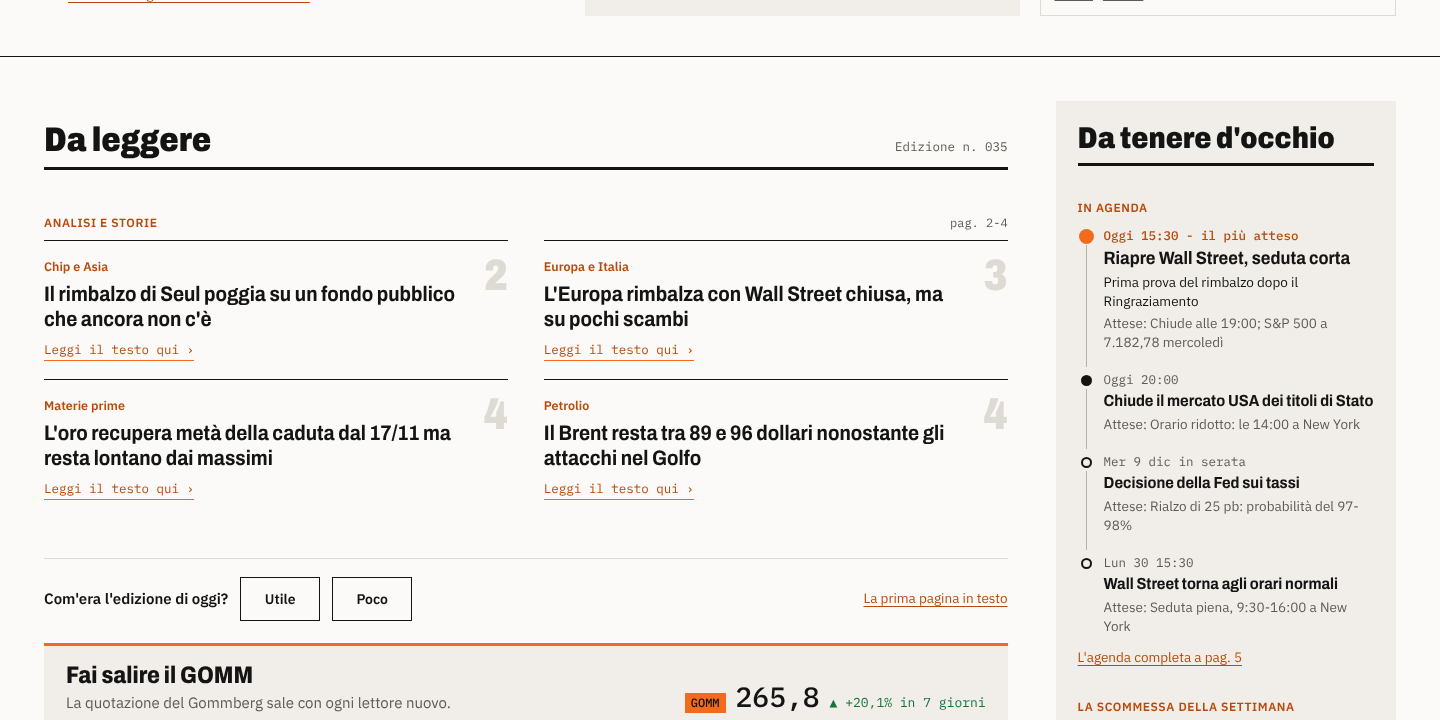 Da leggere
Edizione n. 035
ANALISI E STORIE
pag. 2-4
Chip e Asia
2
Il rimbalzo di Seul poggia su un fondo pubblico
che ancora non c'è
Leggi il testo qui ›
Europa e Italia
3
L'Europa rimbalza con Wall Street chiusa, ma
su pochi scambi
Leggi il testo qui ›
Materie prime
4
L'oro recupera metà della caduta dal 17/11 ma
resta lontano dai massimi
Leggi il testo qui ›
Petrolio
4
Il Brent resta tra 89 e 96 dollari nonostante gli
attacchi nel Golfo
Leggi il testo qui ›
Com'era l'edizione di oggi?
Utile
Poco
La prima pagina in testo
Fai salire il GOMM
La quotazione del Gommberg sale con ogni lettore nuovo.
GOMM 265,8 ▲ +20,1% in 7 giorni
Da tenere d'occhio
IN AGENDA
Oggi 15:30 - il più atteso
Riapre Wall Street, seduta corta
Prima prova del rimbalzo dopo il
Ringraziamento
Attese: Chiude alle 19:00; S&P 500 a
7.182,78 mercoledì
Oggi 20:00
Chiude il mercato USA dei titoli di Stato
Attese: Orario ridotto: le 14:00 a New York
Mer 9 dic in serata
Decisione della Fed sui tassi
Attese: Rialzo di 25 pb: probabilità del 97-
98%
Lun 30 15:30
Wall Street torna agli orari normali
Attese: Seduta piena, 9:30-16:00 a New
York
L'agenda completa a pag. 5
LA SCOMMESSA DELLA SETTIMANA